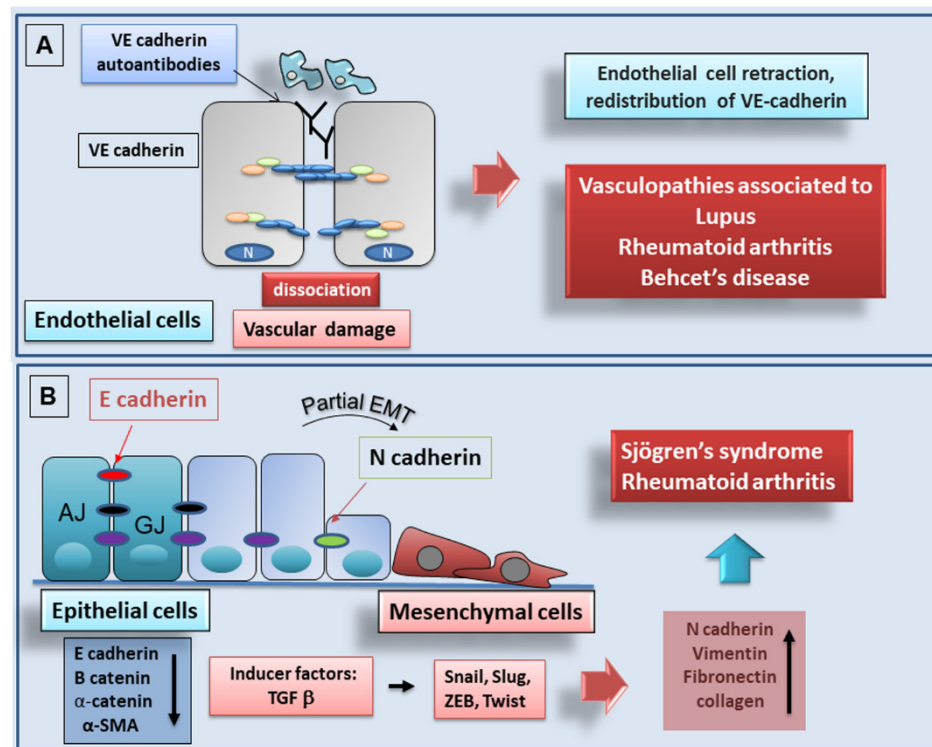 A
VE cadherin
autoantibodies
VE cadherin
N
N
dissociation
Vascular damage
Endothelial cells
Endothelial cell retraction,
redistribution of VE-cadherin
Vasculopathies associated to
Lupus
Rheumatoid arthritis
Behcet's disease
B
E cadherin
Partial EMT
N cadherin
AJ
GJ
Epithelial cells
Mesenchymal cells
E cadherin
B catenin
α-catenin
α-SMA
Inducer factors:
TGF β
Snail, Slug,
ZEB, Twist
N cadherin
Vimentin
Fibronectin
collagen
Sjögren's syndrome
Rheumatoid arthritis